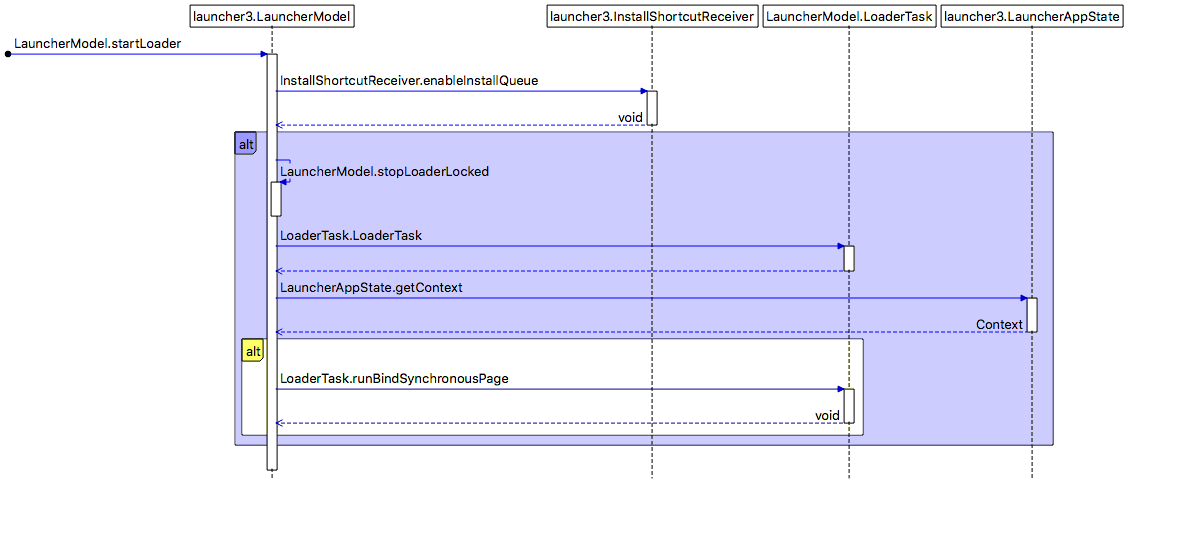 launcher3.LauncherModel
launcher3.InstallShortcutReceiver
LauncherModel.LoaderTask
launcher3.LauncherAppState
LauncherModel.startLoader
InstallShortcutReceiver.enableInstallQueue
void
alt
LauncherModel.stopLoaderLocked
LoaderTask.LoaderTask
LauncherAppState.getContext
Context
alt
LoaderTask.runBindSynchronousPage
void